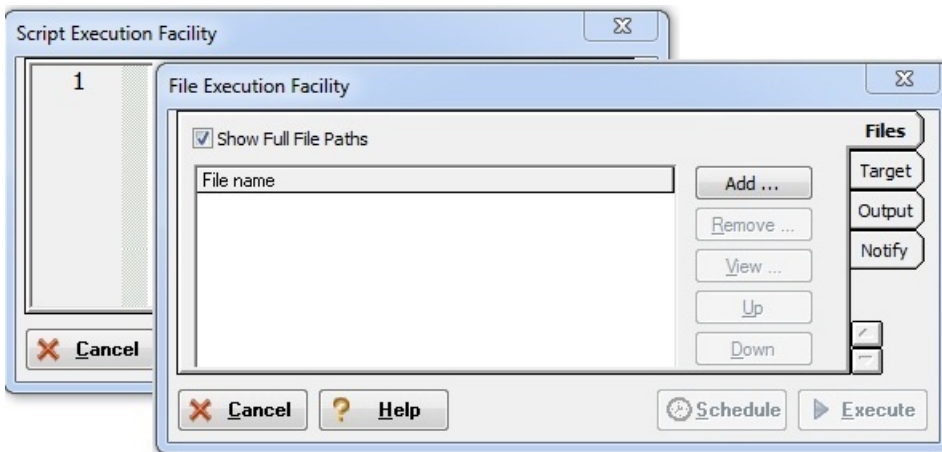 Script Execution Facility
1
Cancel
File Execution Facility
Show Full File Paths
File name
Add ...
Remove ...
View ...
Up
Down
Files
Target
Output
Notify
Cancel
Help
Schedule
Execute